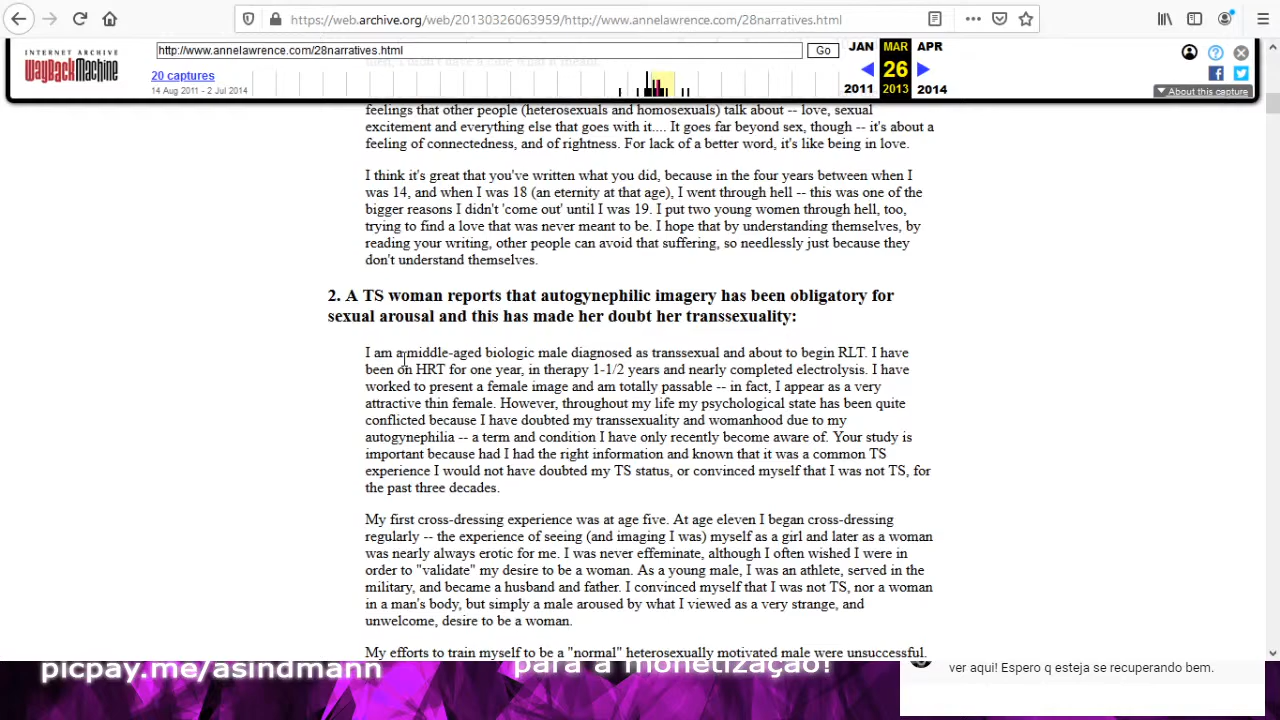 https://web.archive.org/web/20130326063959/http://www.annelawrence.com/28narratives.html
INTERNET ARCHIVE
WayBackMachine
http://www.annelawrence.com/28narratives.html
Go
JAN MAR APR
20 captures
26
14 Aug 2011 - 2 Jul 2014
2011 2013 2014
About this capture
then, I didn't have a name what it meant.
feelings that other people (heterosexuals and homosexuals) talk about -- love, sexual
excitement and everything else that goes with it.... It goes far beyond sex, though -- it's about a
feeling of connectedness, and of rightness. For lack of a better word, it's like being in love.
I think it's great that you've written what you did, because in the four years between when I
was 14, and when I was 18 (an eternity at that age), I went through hell -- this was one of the
bigger reasons I didn't 'come out' until I was 19. I put two young women through hell, too,
trying to find a love that was never meant to be. I hope that by understanding themselves, by
reading your writing, other people can avoid that suffering, so needlessly just because they
don't understand themselves.
2. A TS woman reports that autogynephilic imagery has been obligatory for
sexual arousal and this has made her doubt her transsexuality:
I am a middle-aged biologic male diagnosed as transsexual and about to begin RLT. I have
been on HRT for one year, in therapy 1-1/2 years and nearly completed electrolysis. I have
worked to present a female image and am totally passable -- in fact, I appear as a very
attractive thin female. However, throughout my life my psychological state has been quite
conflicted because I have doubted my transsexuality and womanhood due to my
autogynephilia -- a term and condition I have only recently become aware of. Your study is
important because had I had the right information and known that it was a common TS
experience I would not have doubted my TS status, or convinced myself that I was not TS, for
the past three decades.
My first cross-dressing experience was at age five. At age eleven I began cross-dressing
regularly -- the experience of seeing (and imaging I was) myself as a girl and later as a woman
was nearly always erotic for me. I was never effeminate, although I often wished I were in
order to "validate" my desire to be a woman. As a young male, I was an athlete, served in the
military, and became a husband and father. I convinced myself that I was not TS, nor a woman
in a man's body, but simply a male aroused by what I viewed as a very strange, and
unwelcome, desire to be a woman.
My efforts to train myself to be a "normal" heterosexually motivated male were unsuccessful.
picpay.me/asindmann
para a monetização!
ver aqui! Espero q esteja se recuperando bem.